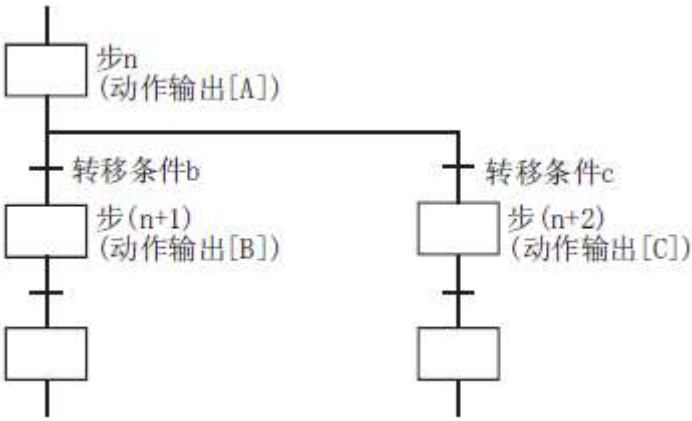 步n
(动作输出[A])
转移条件b
转移条件c
步(n+1)
(动作输出[B])
步(n+2)
(动作输出[C])